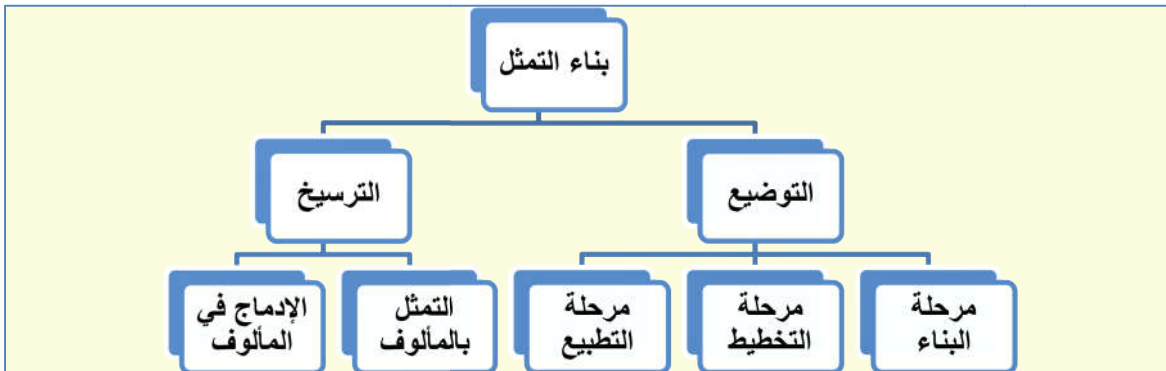 بناء التمثل
التوضيع
الترسيخ
مرحلة
البناء
مرحلة
التخطيط
مرحلة
التطبيع
التمثل
بالمألوف
الإدماج في
المألوف